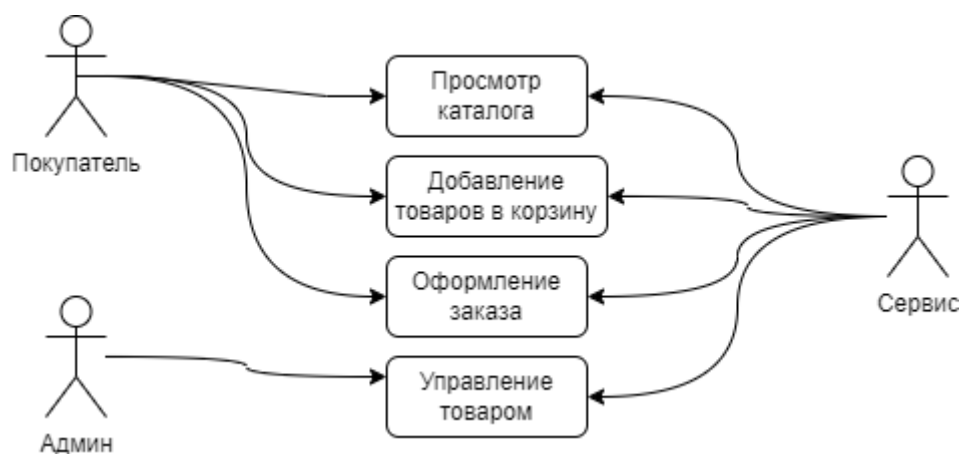 Просмотр
каталога
Покупатель
Добавление
товаров в корзину
Оформление
заказа
Сервис
Управление
товаром
Админ